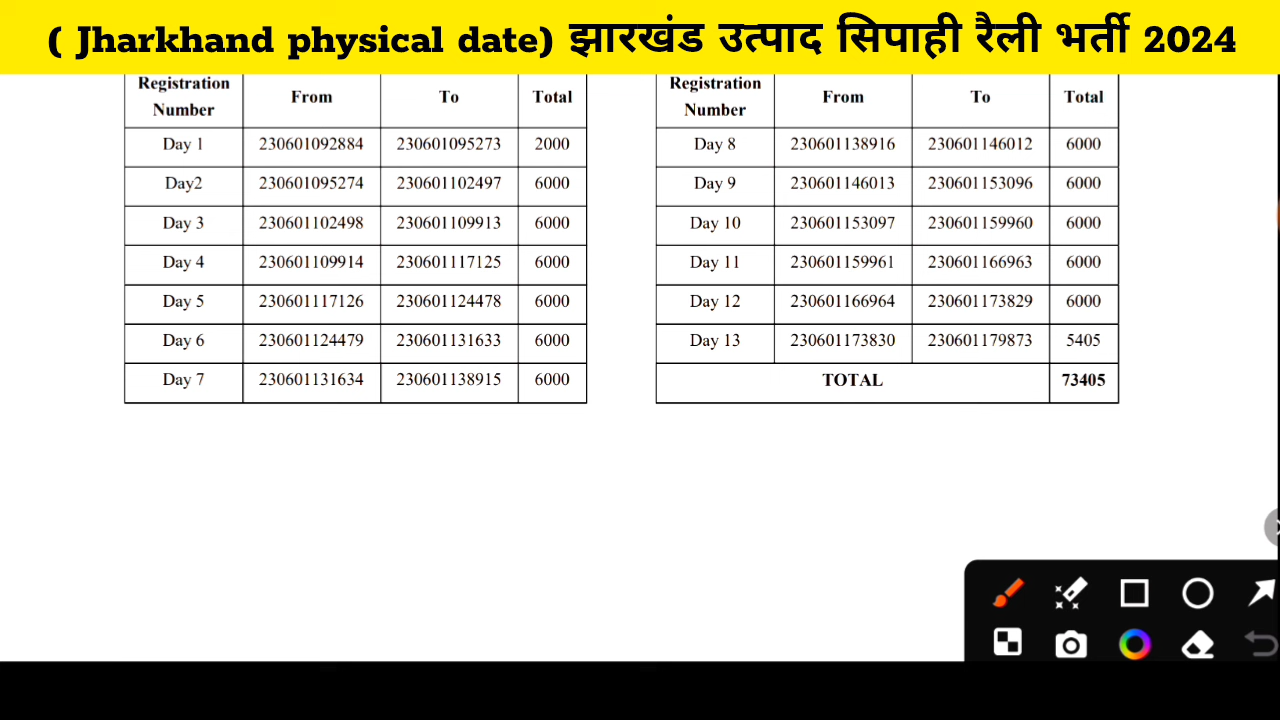 ( Jharkhand physical date) झारखंड उत्पाद सिपाही रैली भर्ती 2024
Registration Number From To Total
Day 1 230601092884 230601095273 2000
Day2 230601095274 230601102497 6000
Day 3 230601102498 230601109913 6000
Day 4 230601109914 230601117125 6000
Day 5 230601117126 230601124478 6000
Day 6 230601124479 230601131633 6000
Day 7 230601131634 230601138915 6000
Registration Number From To Total
Day 8 230601138916 230601146012 6000
Day 9 230601146013 230601153096 6000
Day 10 230601153097 230601159960 6000
Day 11 230601159961 230601166963 6000
Day 12 230601166964 230601173829 6000
Day 13 230601173830 230601179873 5405
TOTAL 73405